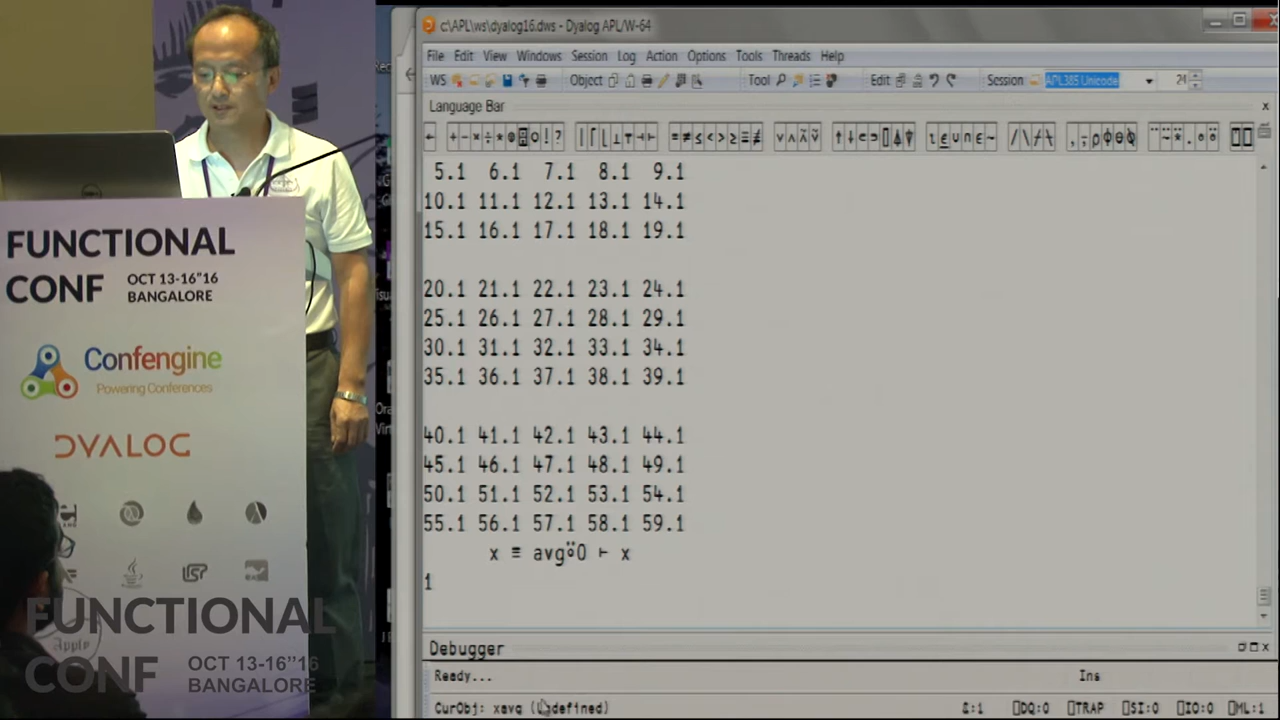 c:\APL\ws\dyalog16.dws - Dyalog APL/W-64
File Edit View Windows Session Log Action Options Tools Threads Help
WS Object Tool Edit Session APL385 Unicode
Language Bar
5.1 6.1 7.1 8.1 9.1
10.1 11.1 12.1 13.1 14.1
15.1 16.1 17.1 18.1 19.1
20.1 21.1 22.1 23.1 24.1
25.1 26.1 27.1 28.1 29.1
30.1 31.1 32.1 33.1 34.1
35.1 36.1 37.1 38.1 39.1
40.1 41.1 42.1 43.1 44.1
45.1 46.1 47.1 48.1 49.1
50.1 51.1 52.1 53.1 54.1
55.1 56.1 57.1 58.1 59.1
x ≡ avg⍤0 ⊢ x
1
Debugger
Ready... Ins
CurObj: xavg (Undefined) &:1 ⎕DQ:0 ⎕TRAP ⎕SI:0 ⎕IO:0 ⎕ML:1
FUNCTIONAL
CONF
OCT 13-16"16
BANGALORE
Confengine
Powering Conferences
DYALOG
LISP
Apply
FUNCTIONAL
CONF
OCT 13-16"16
BANGALORE